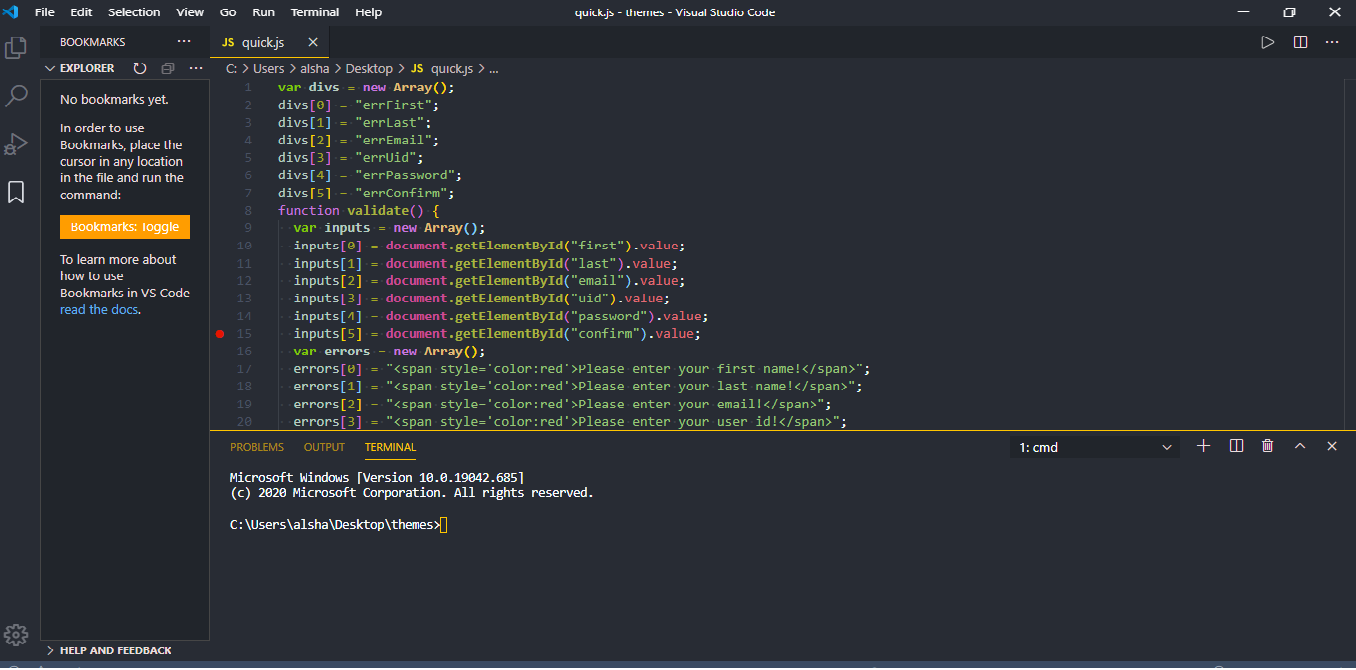 File Edit Selection View Go Run Terminal Help
quick.js - themes - Visual Studio Code
BOOKMARKS
EXPLORER
No bookmarks yet.
In order to use
Bookmarks, place the
cursor in any location
in the file and run the
command:
Bookmarks: Toggle
To learn more about
how to use
Bookmarks in VS Code
read the docs.
HELP AND FEEDBACK
JS quick.js
C: > Users > alsha > Desktop > JS quick.js > ...
1 var divs = new Array();
2 divs[0] = "errFirst";
3 divs[1] = "errLast";
4 divs[2] = "errEmail";
5 divs[3] = "errUid";
6 divs[4] = "errPassword";
7 divs[5] = "errConfirm";
8 function validate() {
9 var inputs = new Array();
10 inputs[0] = document.getElementById("first").value;
11 inputs[1] = document.getElementById("last").value;
12 inputs[2] = document.getElementById("email").value;
13 inputs[3] = document.getElementById("uid").value;
14 inputs[4] = document.getElementById("password").value;
15 inputs[5] = document.getElementById("confirm").value;
16 var errors = new Array();
17 errors[0] = "<span style='color:red'>Please enter your first name!</span>";
18 errors[1] = "<span style='color:red'>Please enter your last name!</span>";
19 errors[2] = "<span style='color:red'>Please enter your email!</span>";
20 errors[3] = "<span style='color:red'>Please enter your user id!</span>";
PROBLEMS OUTPUT TERMINAL
1: cmd
Microsoft Windows [Version 10.0.19042.685]
(c) 2020 Microsoft Corporation. All rights reserved.
C:\Users\alsha\Desktop\themes>